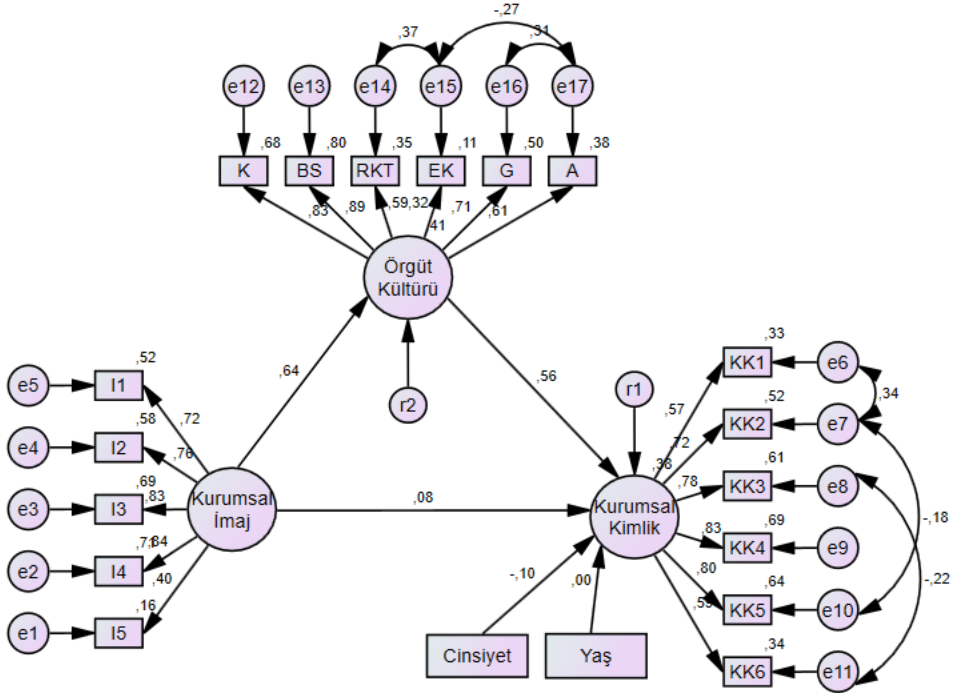 -,27
,37
,31
e12
e13
e14
e15
e16
e17
,68
,80
,35
,11
,50
,38
K
BS
RKT
EK
G
A
,83
,89
,59
,32
,71
,61
,41
Örgüt
Kültürü
,64
,56
r2
r1
,52
e5
I1
,72
,58
e4
I2
,76
,69
e3
I3
,83
e2
I4
,84
,40
,16
e1
I5
Kurumsal
İmaj
,08
,38
Kurumsal
Kimlik
-,10
,00
Cinsiyet
Yaş
,33
KK1
e6
,34
,57
,52
KK2
e7
,72
,61
KK3
e8
,78
,69
KK4
e9
,83
-,18
,64
KK5
e10
,80
-,22
,34
KK6
e11